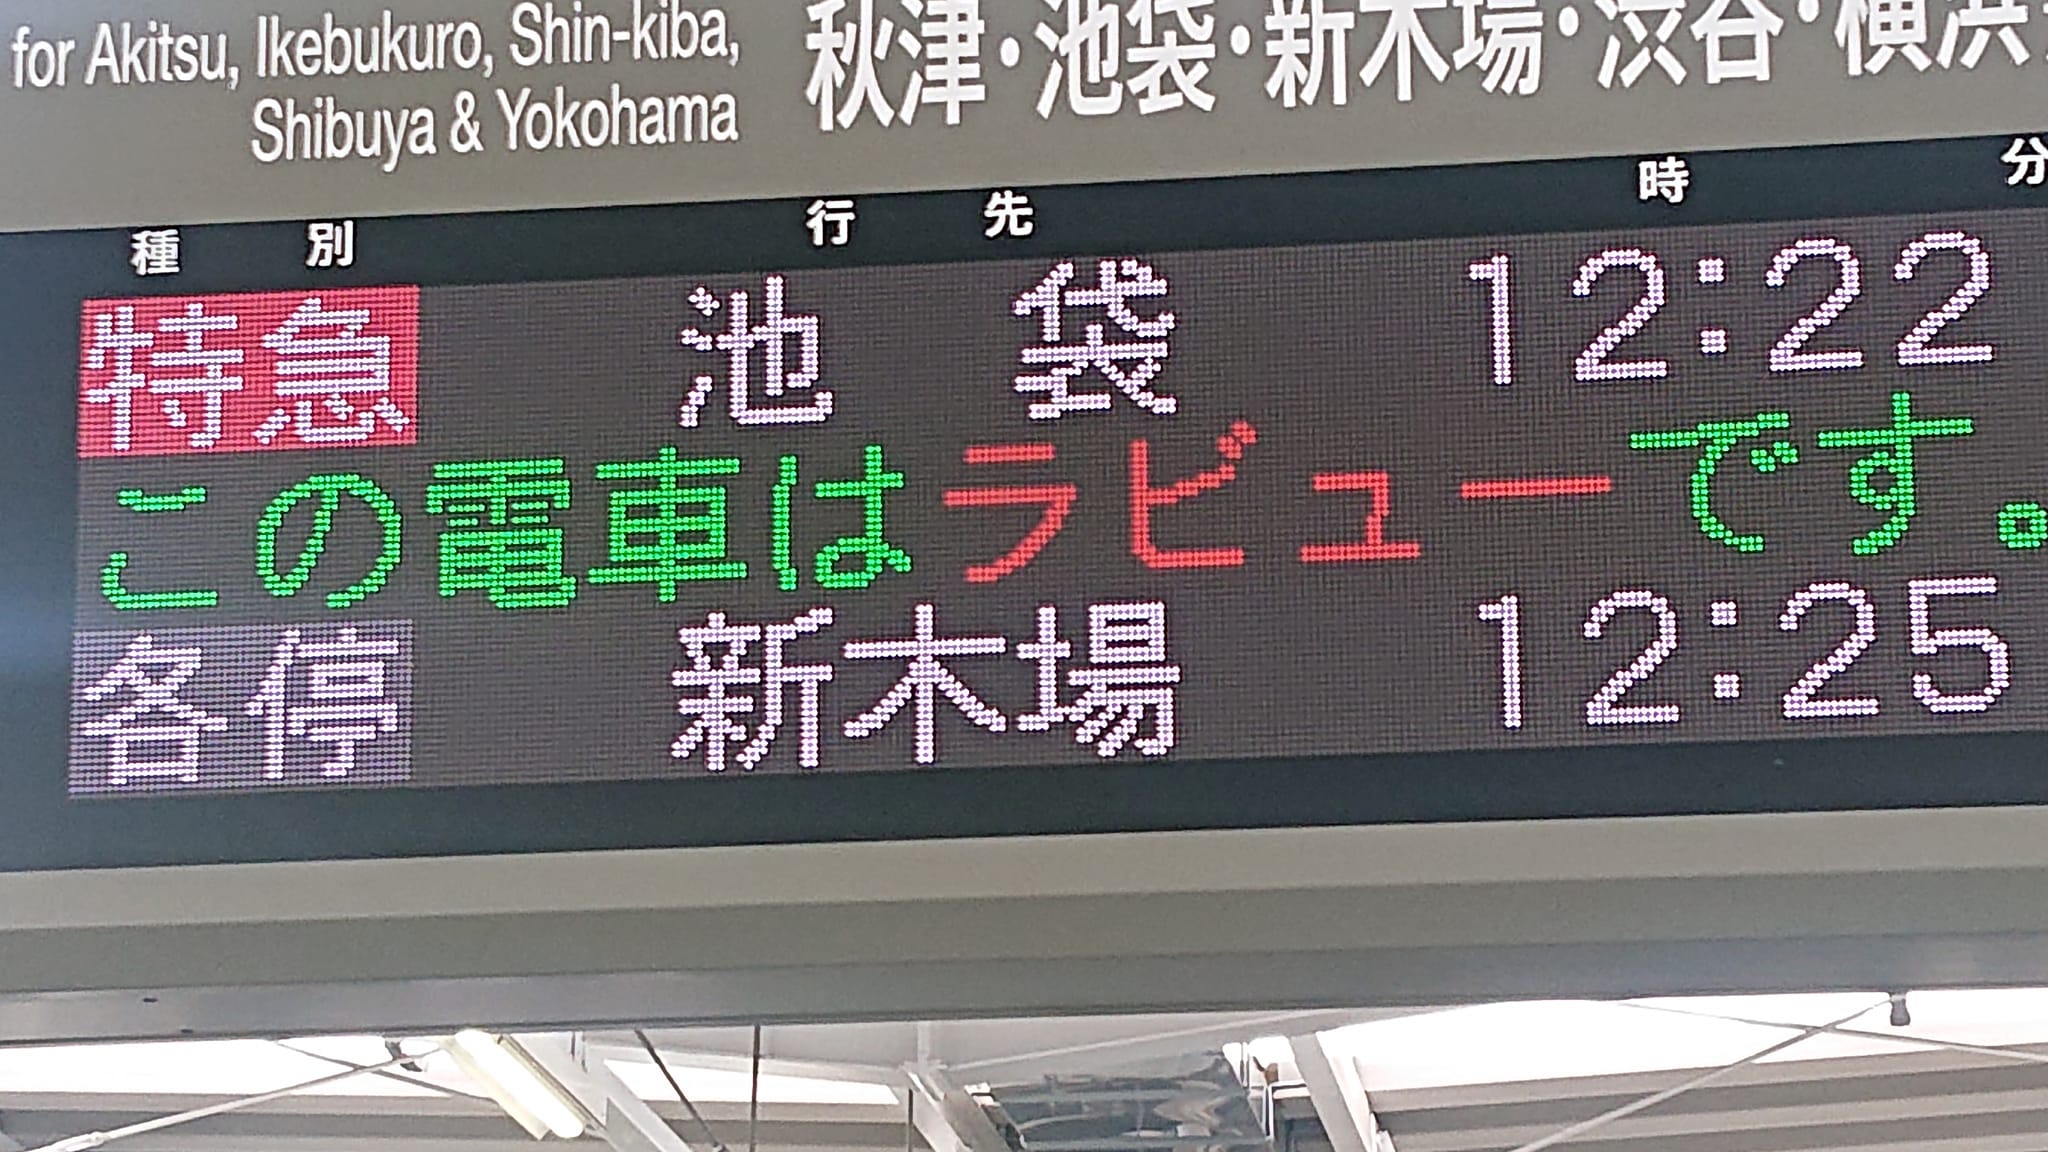 for Akitsu, Ikebukuro, Shin-kiba,
Shibuya & Yokohama
秋津・池袋・新木場・渋谷・横浜
種別 行先 時 分
特急 池袋 12:22
この電車はラビューです。
各停 新木場 12:25